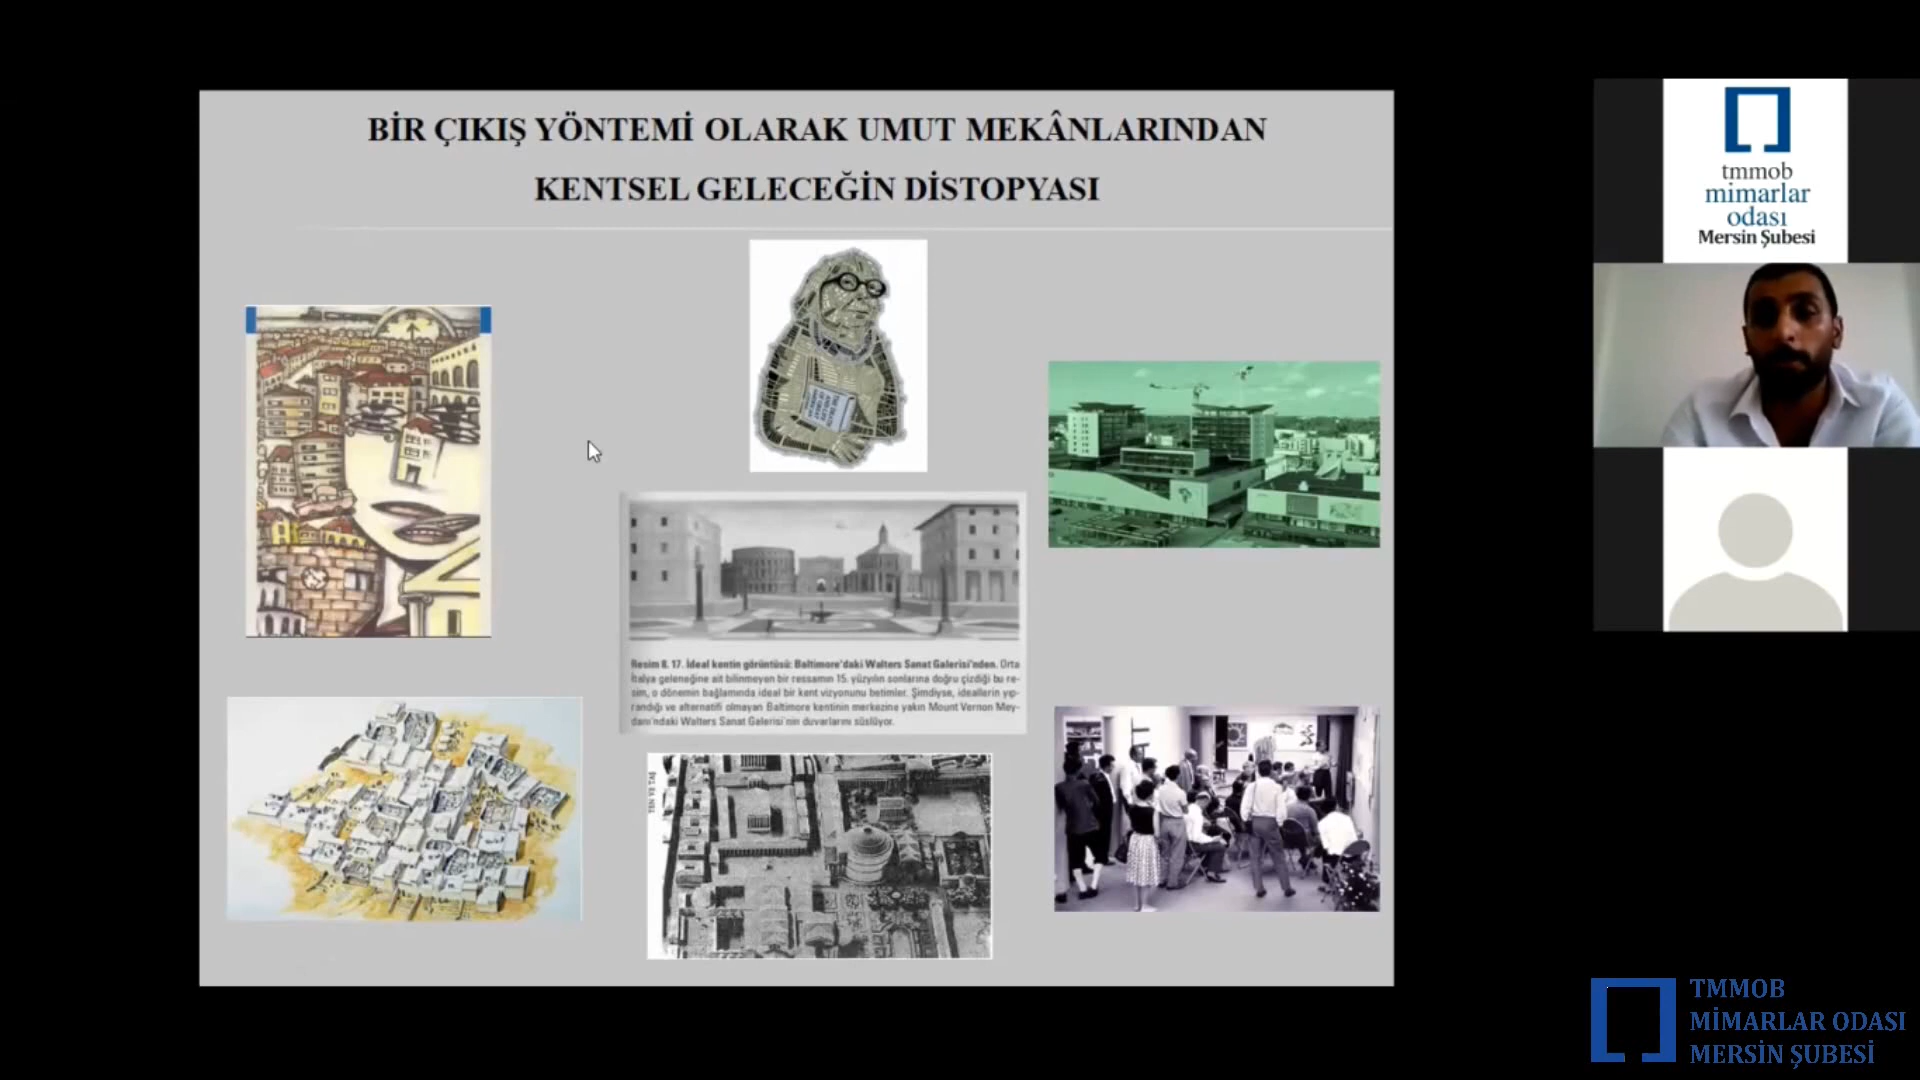 BİR ÇIKIŞ YÖNTEMİ OLARAK UMUT MEKÂNLARINDAN
KENTSEL GELECEĞİN DİSTOPYASI
Resim 8. 17. İdeal kentin görüntüsü: Baltimore'daki Walters Sanat Galerisi'nden. Orta
İtalya geleneğine ait bilinmeyen bir ressamın 15. yüzyılın sonlarına doğru çizdiği bu re-
sim, o dönemin bağlamında ideal bir kent vizyonunu betimler. Şimdiyse, ideallerin yıp-
randığı ve alternatifi olmayan Baltimore kentinin merkezine yakın Mount Vernon Mey-
danı'ndaki Walters Sanat Galerisi'nin duvarlarını süslüyor.
TEN VE TAŞ
tmmob
mimarlar
odası
Mersin Şubesi
TMMOB
MİMARLAR ODASI
MERSİN ŞUBESİ